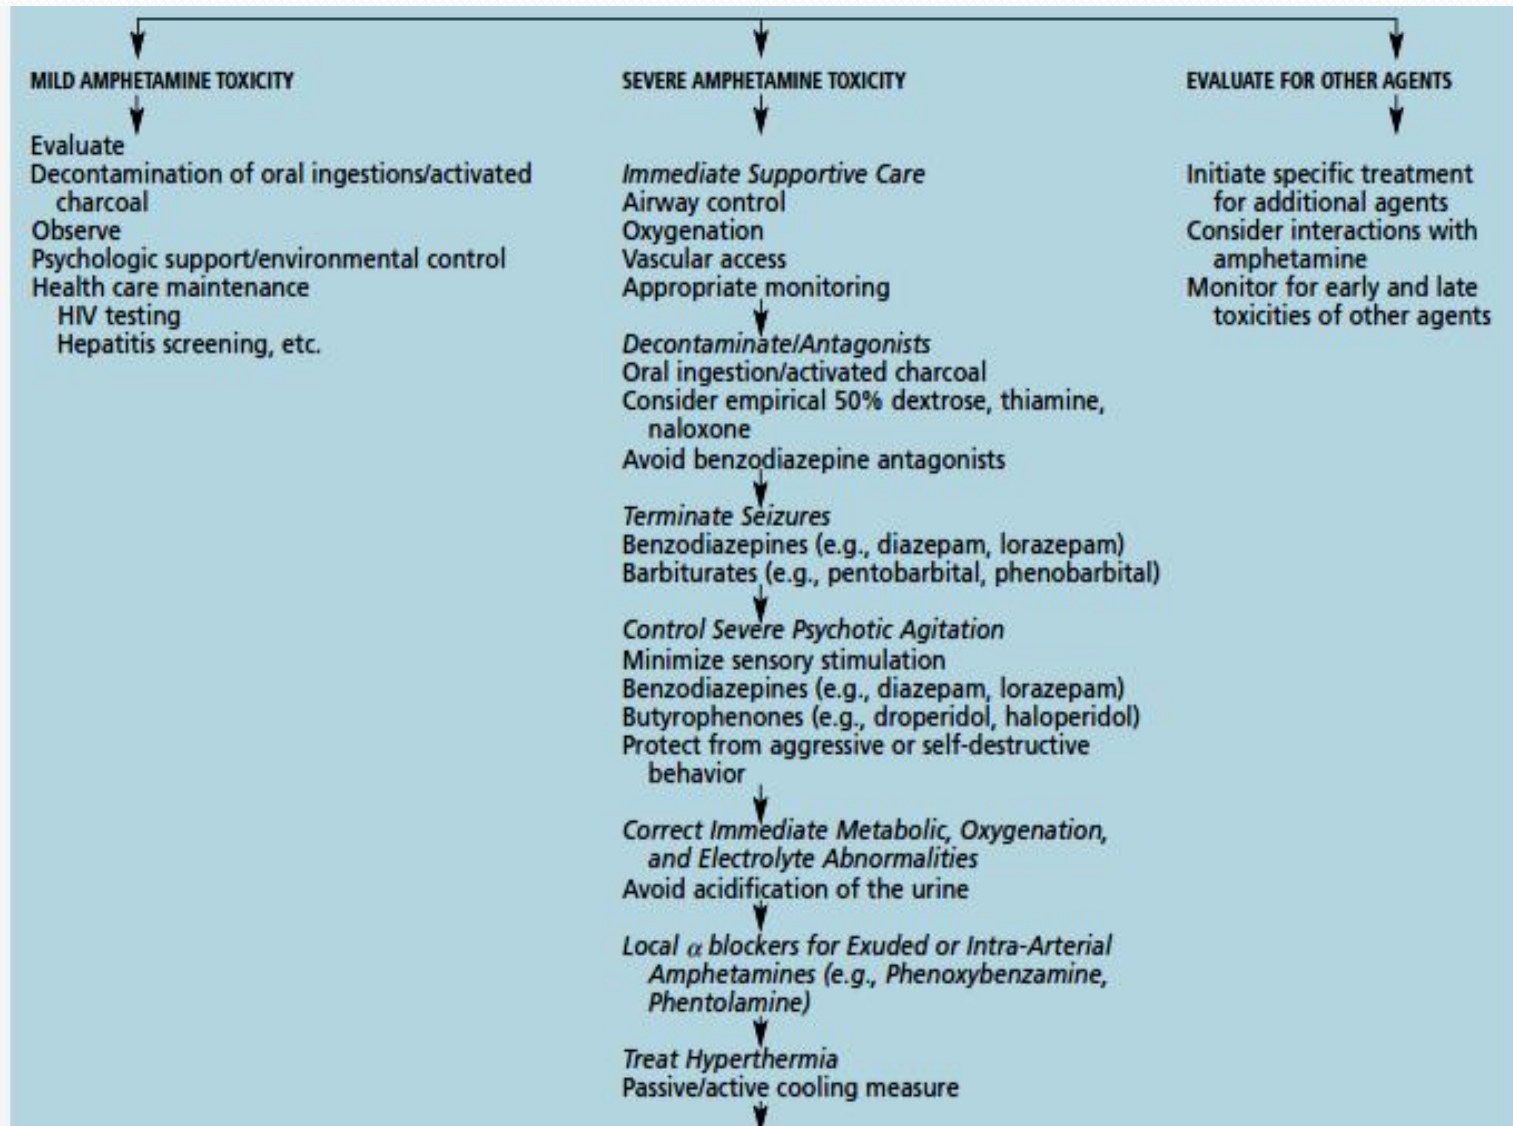 MILD AMPHETAMINE TOXICITY
Evaluate
Decontamination of oral ingestions/activated
charcoal
Observe
Psychologic support/environmental control
Health care maintenance
HIV testing
Hepatitis screening, etc.
SEVERE AMPHETAMINE TOXICITY
Immediate Supportive Care
Airway control
Oxygenation
Vascular access
Appropriate monitoring
Decontaminate/Antagonists
Oral ingestion/activated charcoal
Consider empirical 50% dextrose, thiamine,
naloxone
Avoid benzodiazepine antagonists
Terminate Seizures
Benzodiazepines (e.g., diazepam, lorazepam)
Barbiturates (e.g., pentobarbital, phenobarbital)
Control Severe Psychotic Agitation
Minimize sensory stimulation
Benzodiazepines (e.g., diazepam, lorazepam)
Butyrophenones (e.g., droperidol, haloperidol)
Protect from aggressive or self-destructive
behavior
Correct Immediate Metabolic, Oxygenation,
and Electrolyte Abnormalities
Avoid acidification of the urine
Local α blockers for Exuded or Intra-Arterial
Amphetamines (e.g., Phenoxybenzamine,
Phentolamine)
Treat Hyperthermia
Passive/active cooling measure
EVALUATE FOR OTHER AGENTS
Initiate specific treatment
for additional agents
Consider interactions with
amphetamine
Monitor for early and late
toxicities of other agents